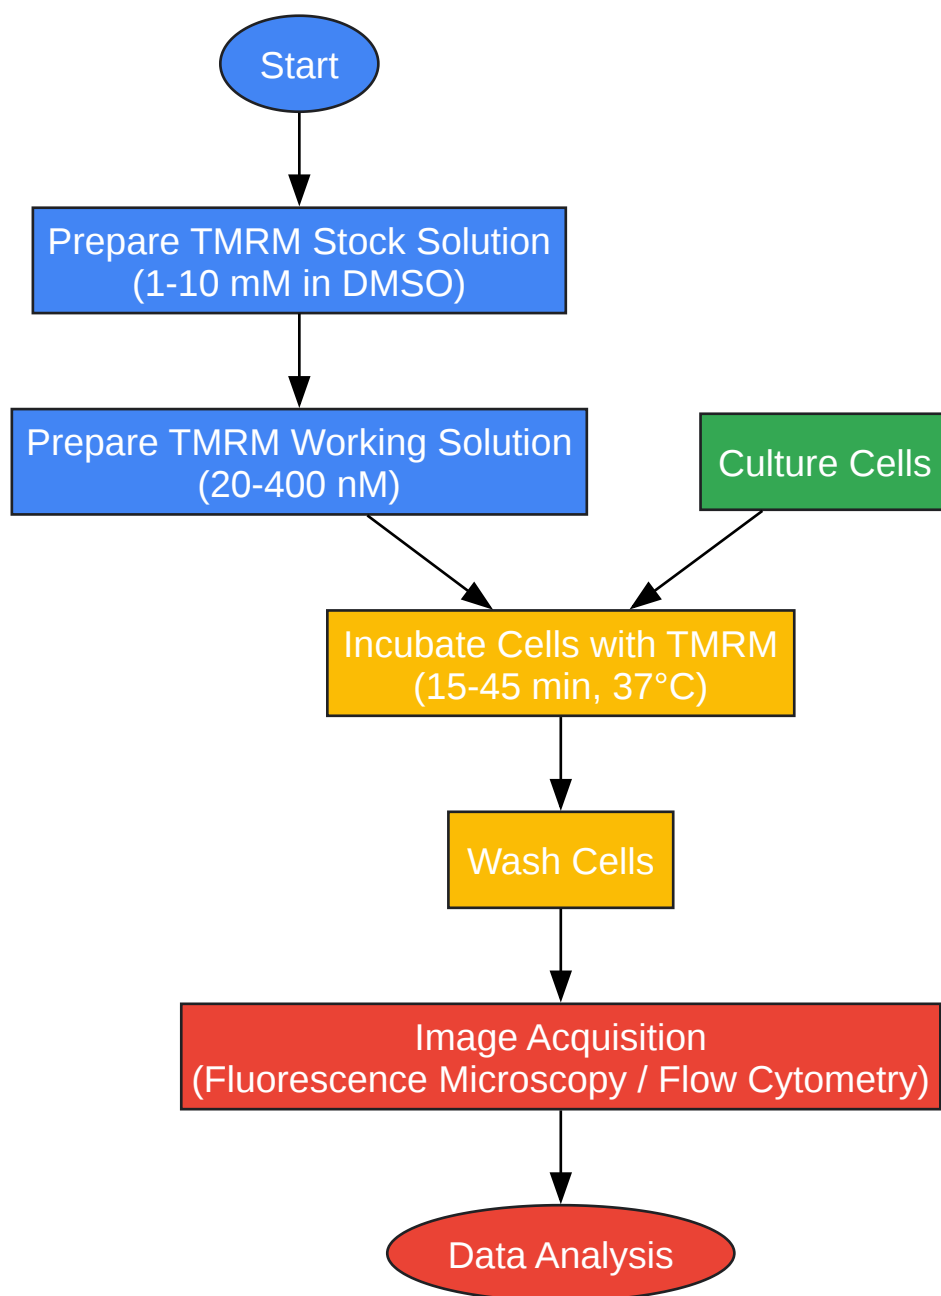 Start
Prepare TMRM Stock Solution
(1-10 mM in DMSO)
Prepare TMRM Working Solution
(20-400 nM)
Culture Cells
Incubate Cells with TMRM
(15-45 min, 37°C)
Wash Cells
Image Acquisition
(Fluorescence Microscopy / Flow Cytometry)
Data Analysis